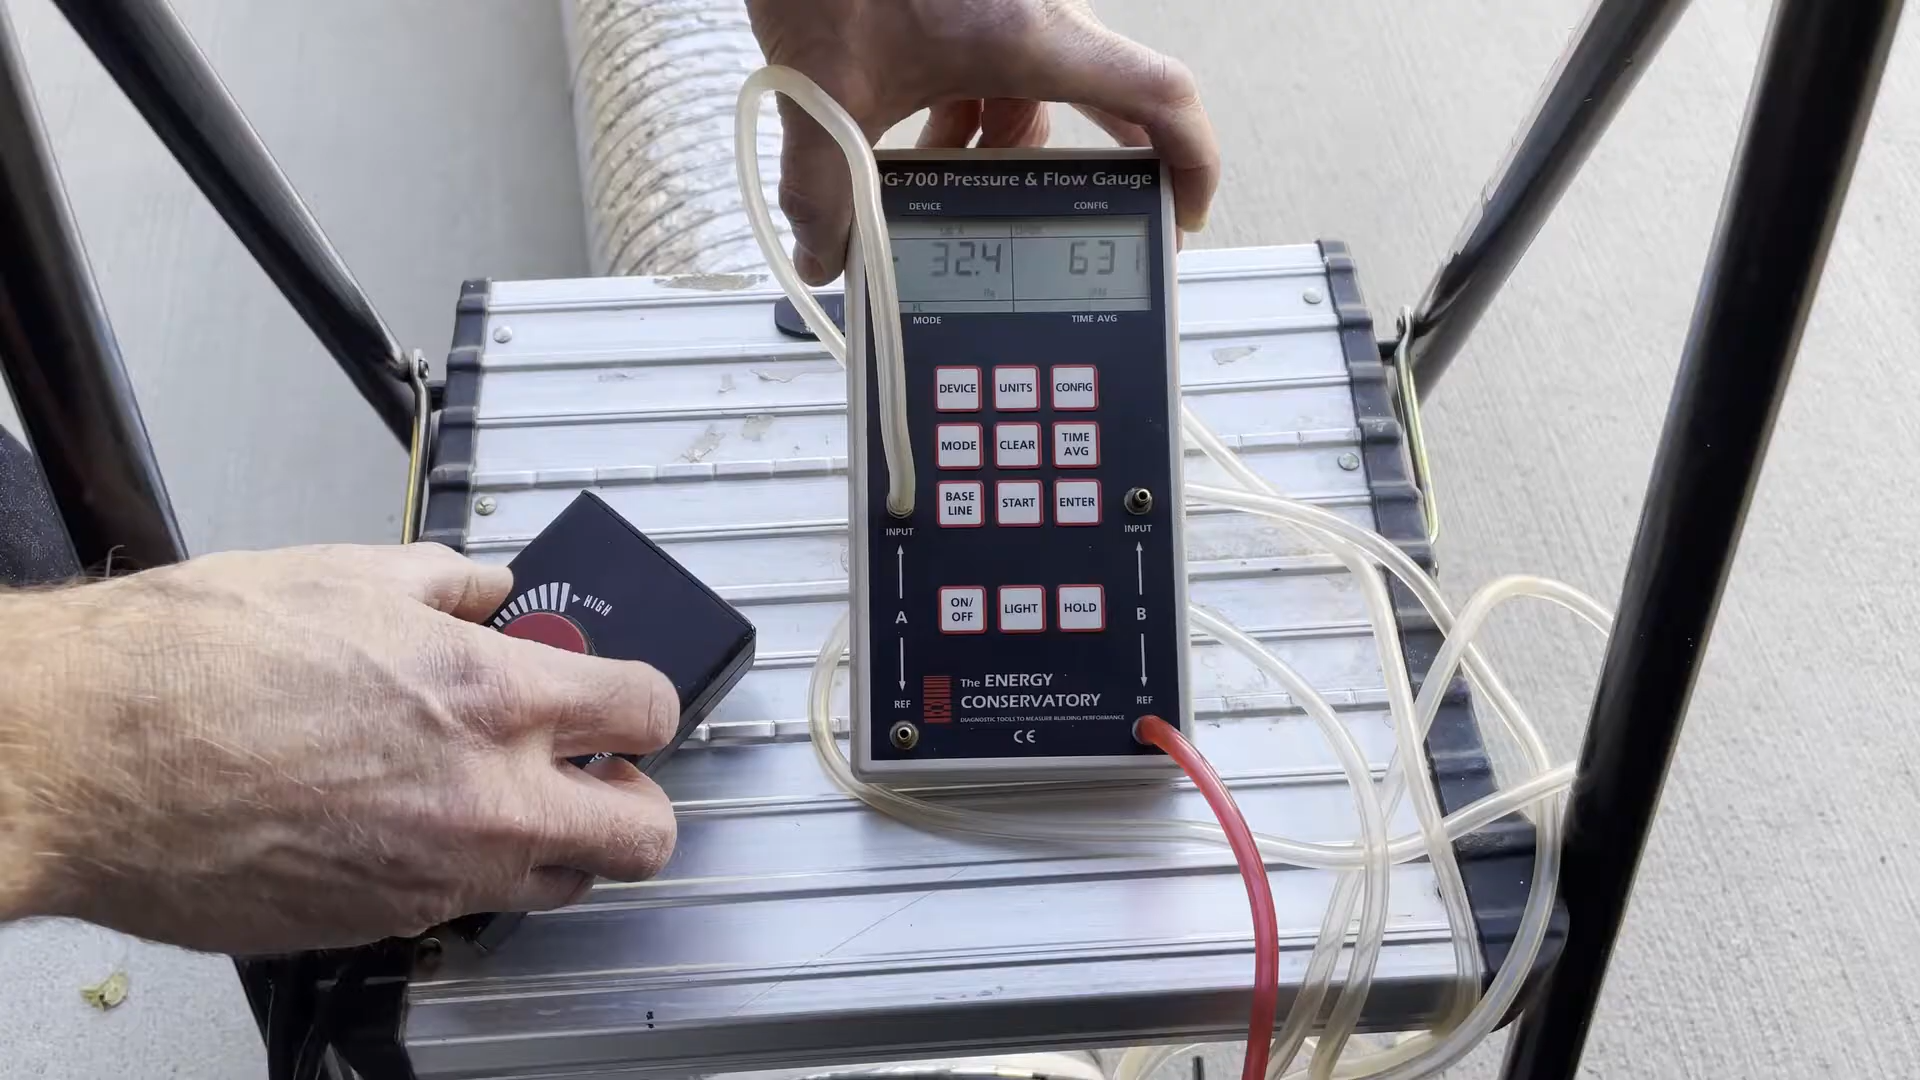 DG-700 Pressure & Flow Gauge
DEVICE
CONFIG
32.4
631
MODE
TIME AVG
DEVICE
UNITS
CONFIG
MODE
CLEAR
TIME
AVG
BASE
LINE
START
ENTER
INPUT
INPUT
HIGH
ON/
OFF
LIGHT
HOLD
A
B
REF
REF
The ENERGY
CONSERVATORY
DIAGNOSTIC TOOLS TO MEASURE BUILDING PERFORMANCE
CE